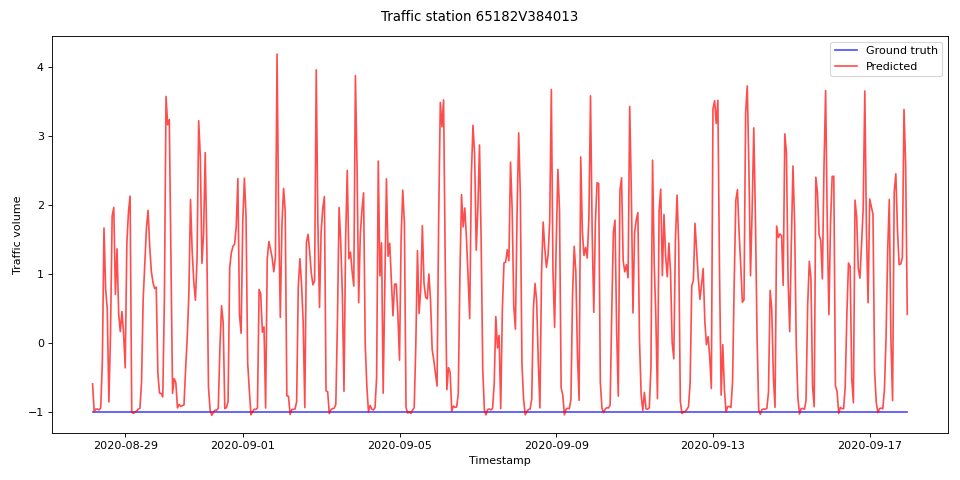 Traffic station 65182V384013
Ground truth
Predicted
Traffic volume
4
3
2
1
0
−1
2020-08-29
2020-09-01
2020-09-05
2020-09-09
2020-09-13
2020-09-17
Timestamp